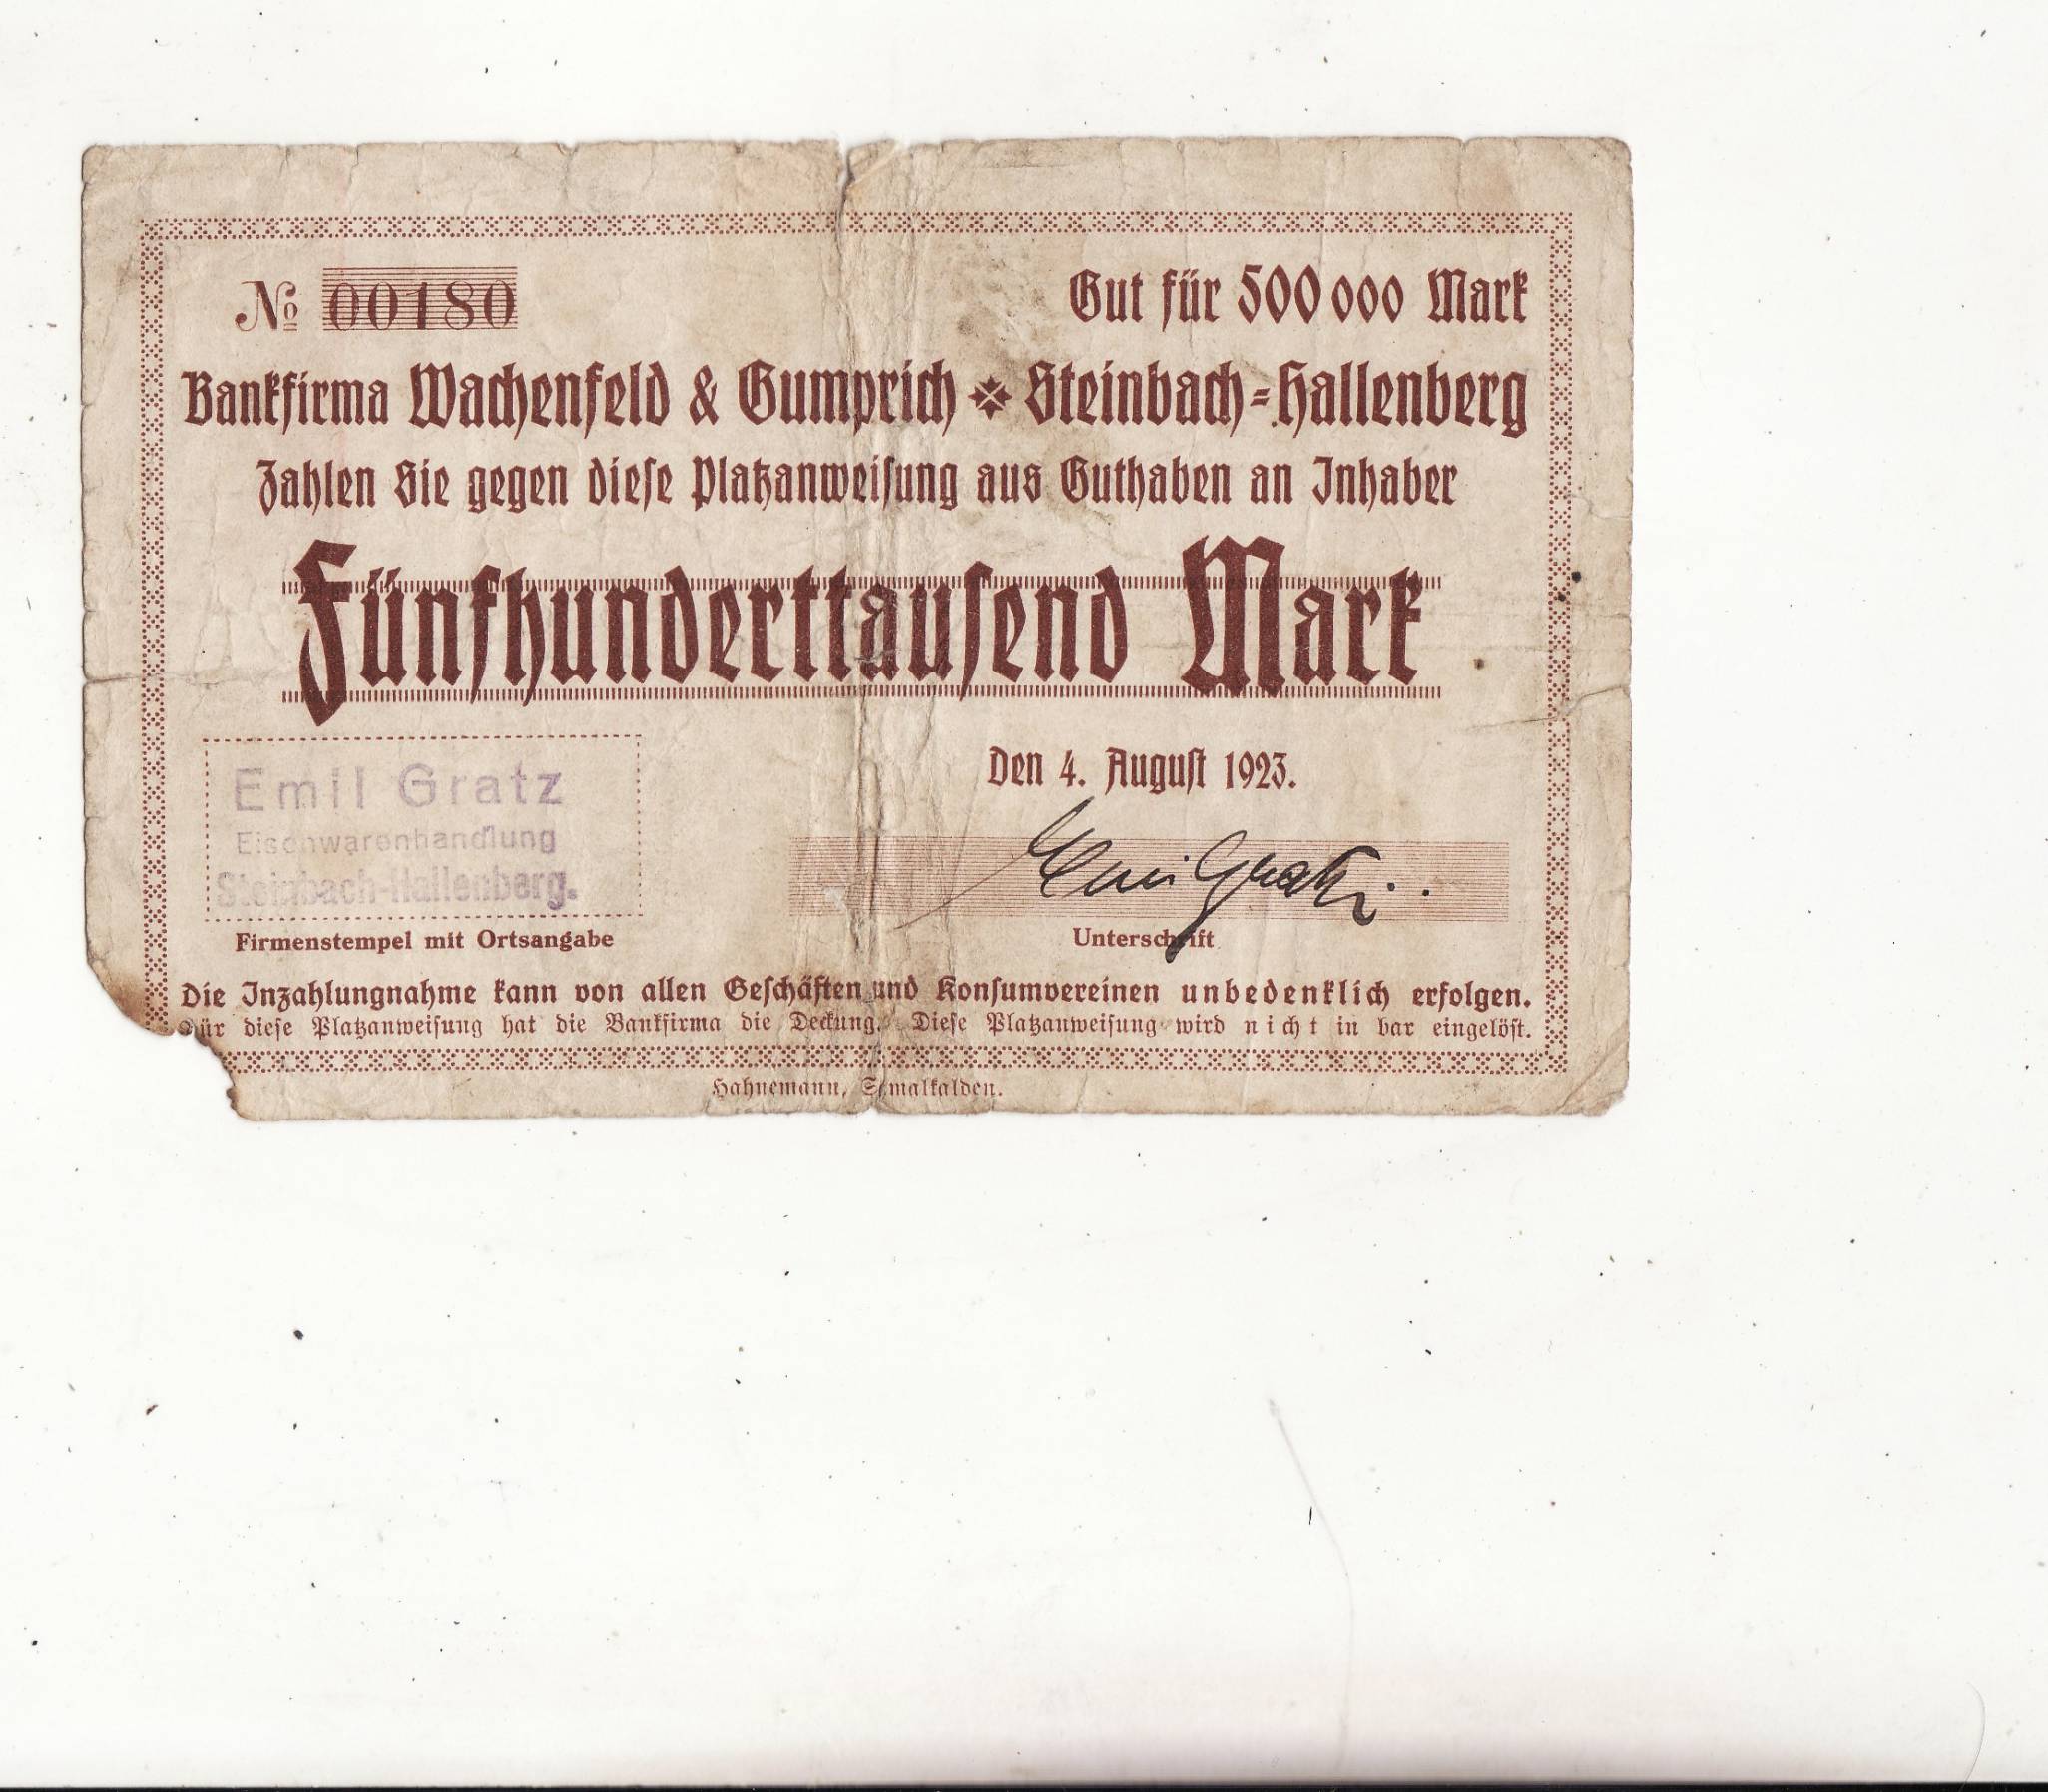 No 00180
Gut für 500 000 Mark
Bankfirma Wachenfeld & Gumprich Steinbach-Hallenberg
Zahlen Sie gegen diese Platzanweisung aus Guthaben an Inhaber
Fünfhunderttausend Mark
Den 4. August 1923.
Emil Gratz
Eisenwarenhandlung
Steinbach-Hallenberg.
Emil Gratz
Firmenstempel mit Ortsangabe
Unterschrift
Die Inzahlungnahme kann von allen Geschäften und Konsumvereinen unbedenklich erfolgen.
Für diese Platzanweisung hat die Bankfirma die Deckung. Diese Platzanweisung wird nicht in bar eingelöst.
Hahnemann, Schmalkalden.